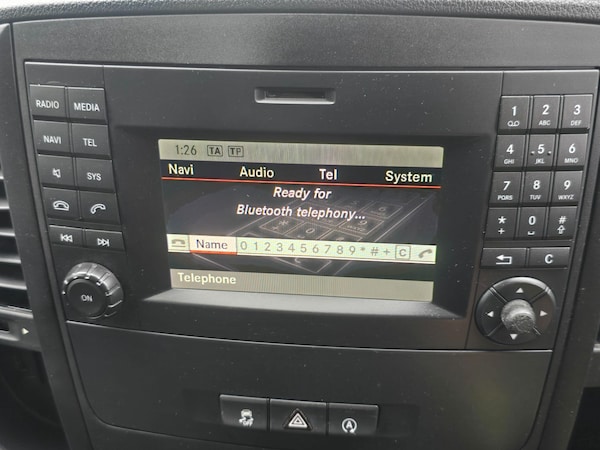 RADIO MEDIA
NAVI TEL
SYS
ON
1:26 TA TP
Navi Audio Tel System
Ready for
Bluetooth telephony...
Name 0 1 2 3 4 5 6 7 8 9 * # + C
Telephone
1 2 ABC 3 DEF
4 GHI 5 JKL 6 MNO
7 PQRS 8 TUV 9 WXYZ
* 0 #
C
A